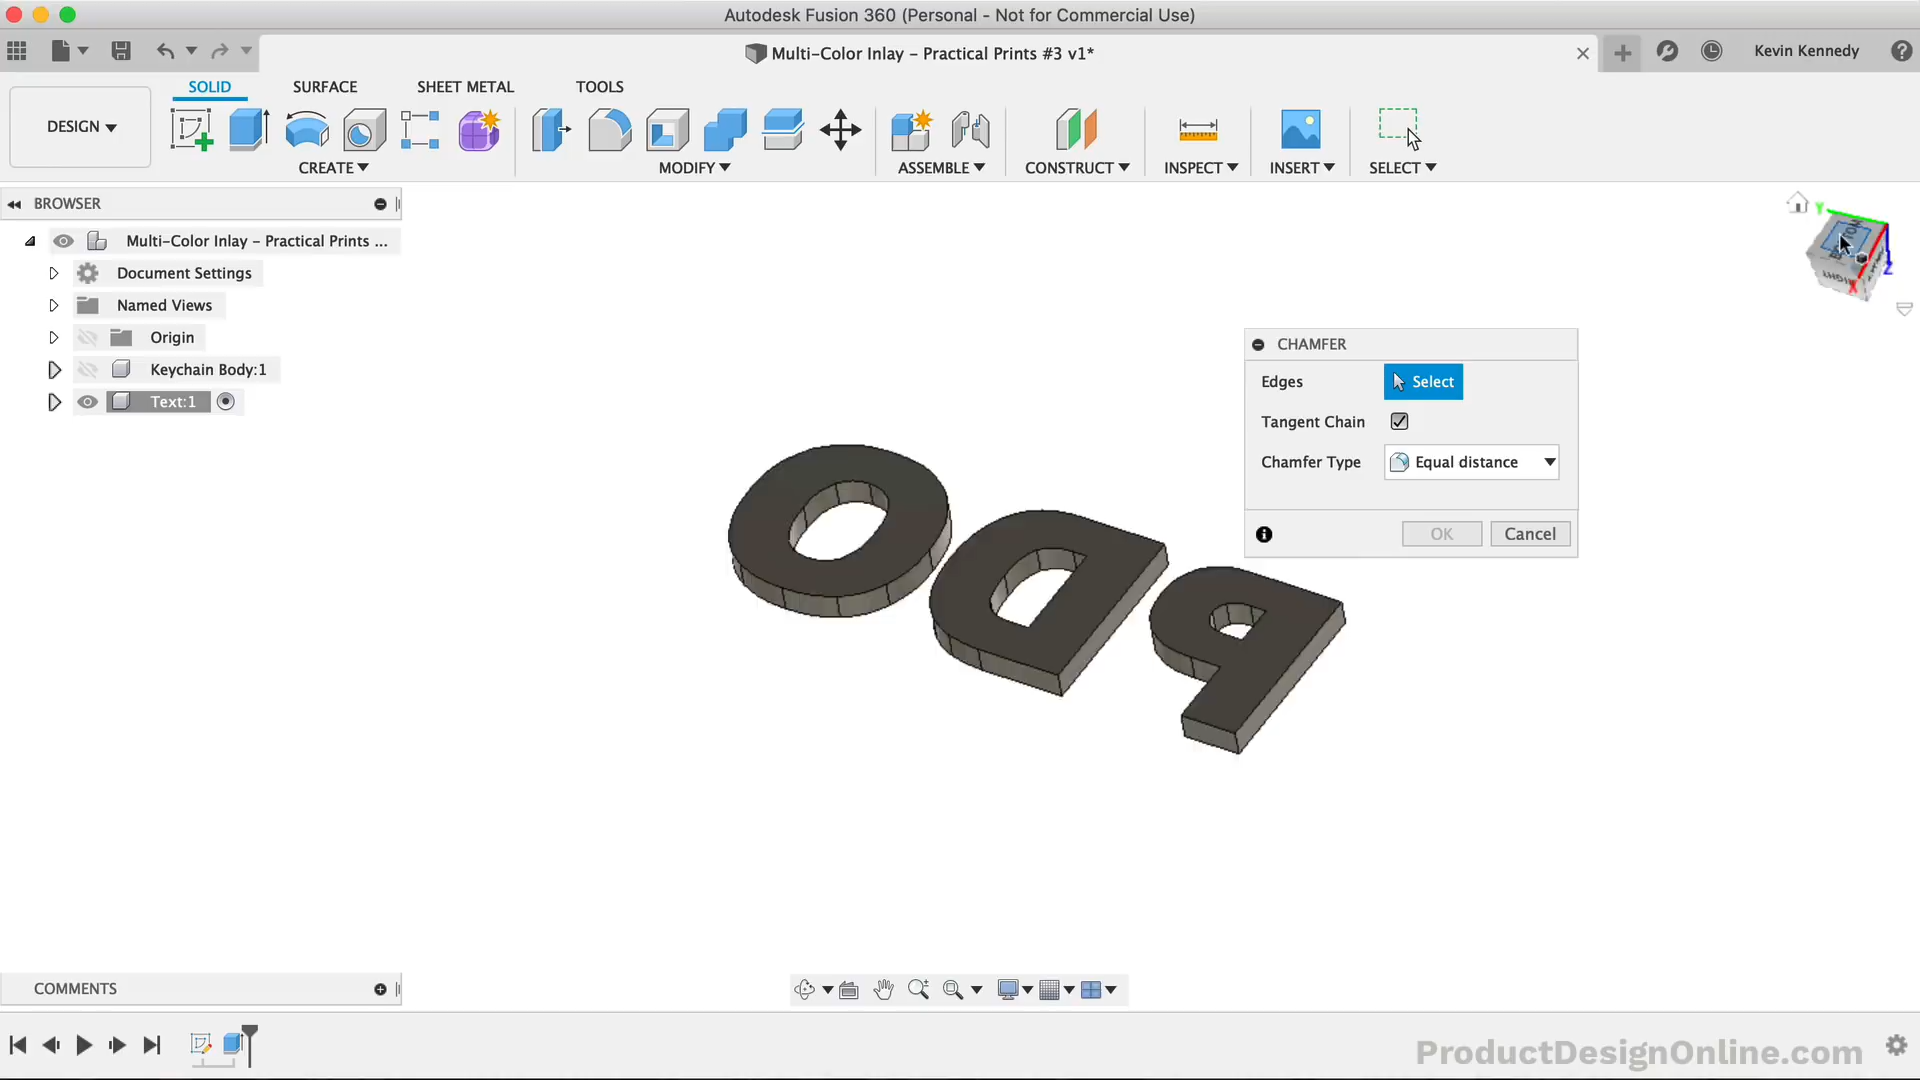 Autodesk Fusion 360 (Personal - Not for Commercial Use)
Multi-Color Inlay – Practical Prints #3 v1*
Kevin Kennedy
SOLID SURFACE SHEET METAL TOOLS
DESIGN
CREATE MODIFY ASSEMBLE CONSTRUCT INSPECT INSERT SELECT
BROWSER
Multi-Color Inlay – Practical Prints ...
Document Settings
Named Views
Origin
Keychain Body:1
Text:1
Y
Z
X
RIGHT
CHAMFER
Edges Select
Tangent Chain
Chamfer Type Equal distance
OK Cancel
COMMENTS
ProductDesignOnline.com